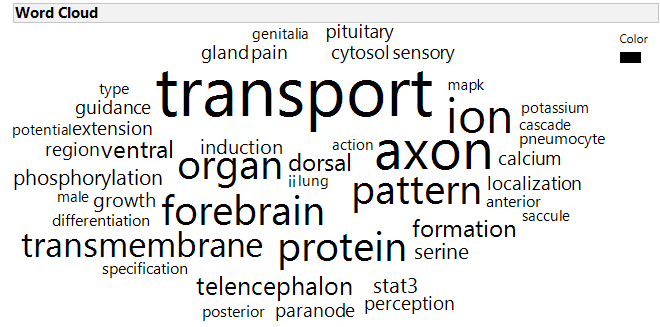 Word Cloud
genitalia pituitary
Color
gland pain cytosol sensory
type transport mapk
guidance ion potassium
potential extension cascade
region ventral induction action axon pneumocyte
organ dorsal calcium
phosphorylation ii lung pattern localization
male growth forebrain anterior
differentiation saccule
transmembrane protein formation
specification serine
telencephalon stat3
posterior paranode perception